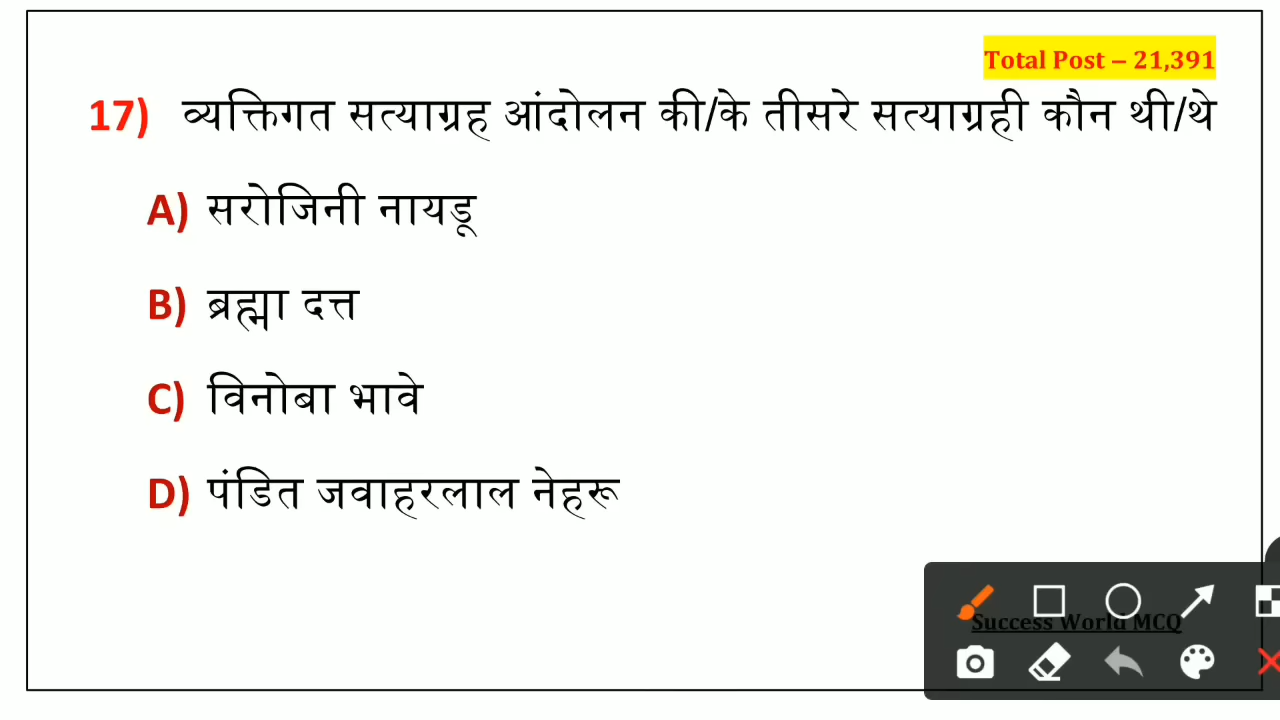 Total Post – 21,391
17) व्यक्तिगत सत्याग्रह आंदोलन की/के तीसरे सत्याग्रही कौन थी/थे
A) सरोजिनी नायडू
B) ब्रह्मा दत्त
C) विनोबा भावे
D) पंडित जवाहरलाल नेहरू
Success World MCQ